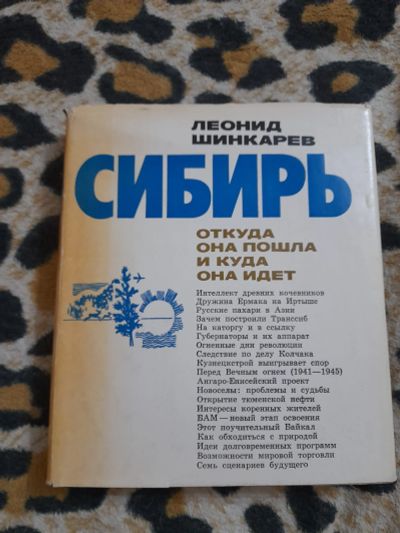 ЛЕОНИД
ШИНКАРЕВ
СИБИРЬ
ОТКУДА
ОНА ПОШЛА
И КУДА
ОНА ИДЕТ
Интеллект древних кочевников
Дружина Ермака на Иртыше
Русские пахари в Азии
Зачем построили Транссиб
На каторгу и в ссылку
Губернаторы и их аппарат
Огненные дни революции
Следствие по делу Колчака
Кузнецкстрой выигрывает спор
Перед Вечным огнем (1941—1945)
Ангаро-Енисейский проект
Новоселы: проблемы и судьбы
Открытие тюменской нефти
Интересы коренных жителей
БАМ — новый этап освоения
Этот поучительный Байкал
Как обходиться с природой
Идеи долговременных программ
Возможности мировой торговли
Семь сценариев будущего